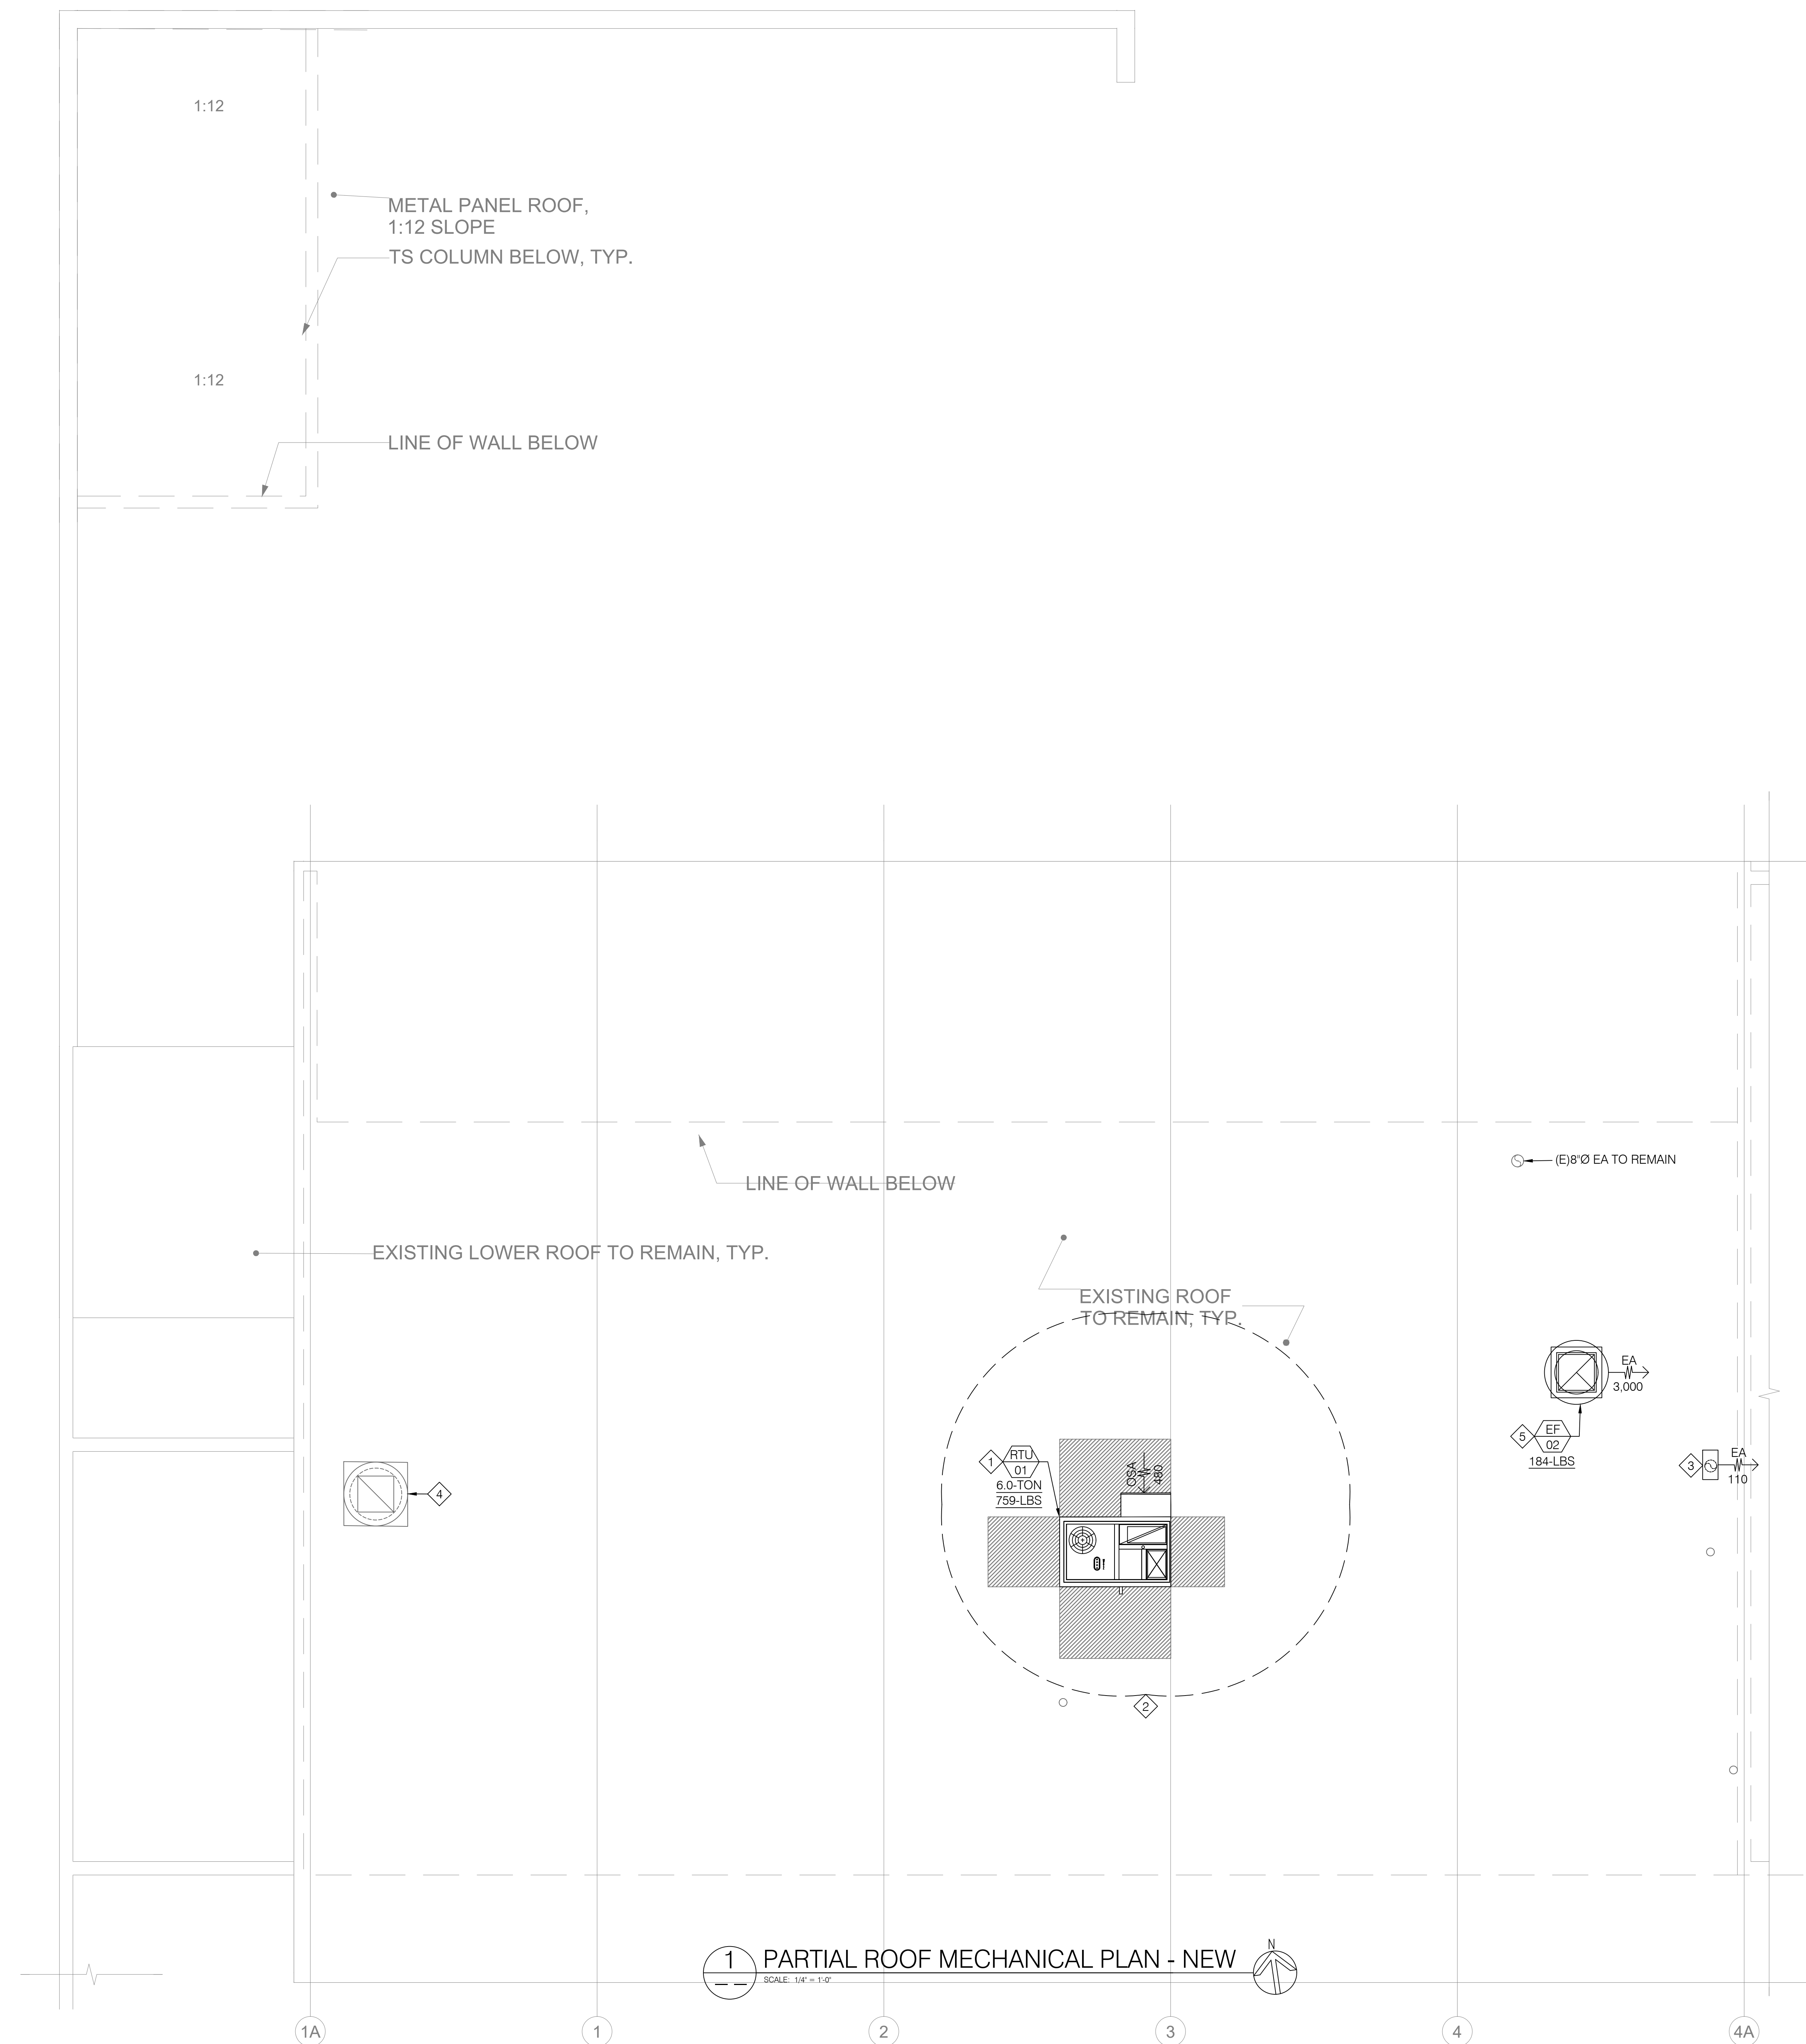 1:12
METAL PANEL ROOF,
1:12 SLOPE
TS COLUMN BELOW, TYP.
1:12
LINE OF WALL BELOW
(E)8"Ø EA TO REMAIN
LINE OF WALL BELOW
EXISTING LOWER ROOF TO REMAIN, TYP.
EXISTING ROOF
TO REMAIN, TYP.
EA
3,000
5
EF
02
184-LBS
1
RTU
01
6.0-TON
759-LBS
OSA
480
3
EA
110
4
2
1
PARTIAL ROOF MECHANICAL PLAN - NEW
SCALE: 1/4" = 1'-0"
N
1A
1
2
3
4
4A